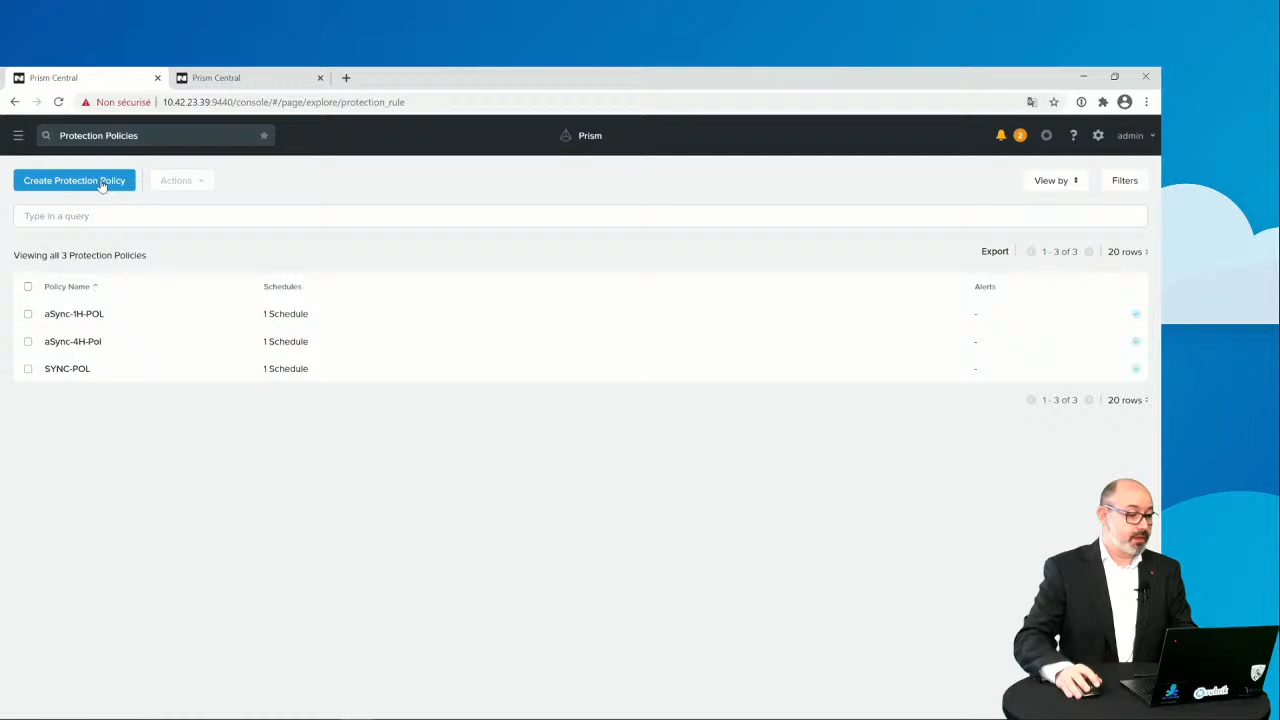 Prism Central
Prism Central
Non sécurisé
10.42.23.39:9440/console/#/page/explore/protection_rule
Protection Policies
Prism
2
?
admin
Create Protection Policy
Actions
View by
Filters
Type in a query
Viewing all 3 Protection Policies
Export
1 - 3 of 3
20 rows
Policy Name
Schedules
Alerts
aSync-1H-POL
1 Schedule
-
aSync-4H-Pol
1 Schedule
-
SYNC-POL
1 Schedule
-
1 - 3 of 3
20 rows
rubrik